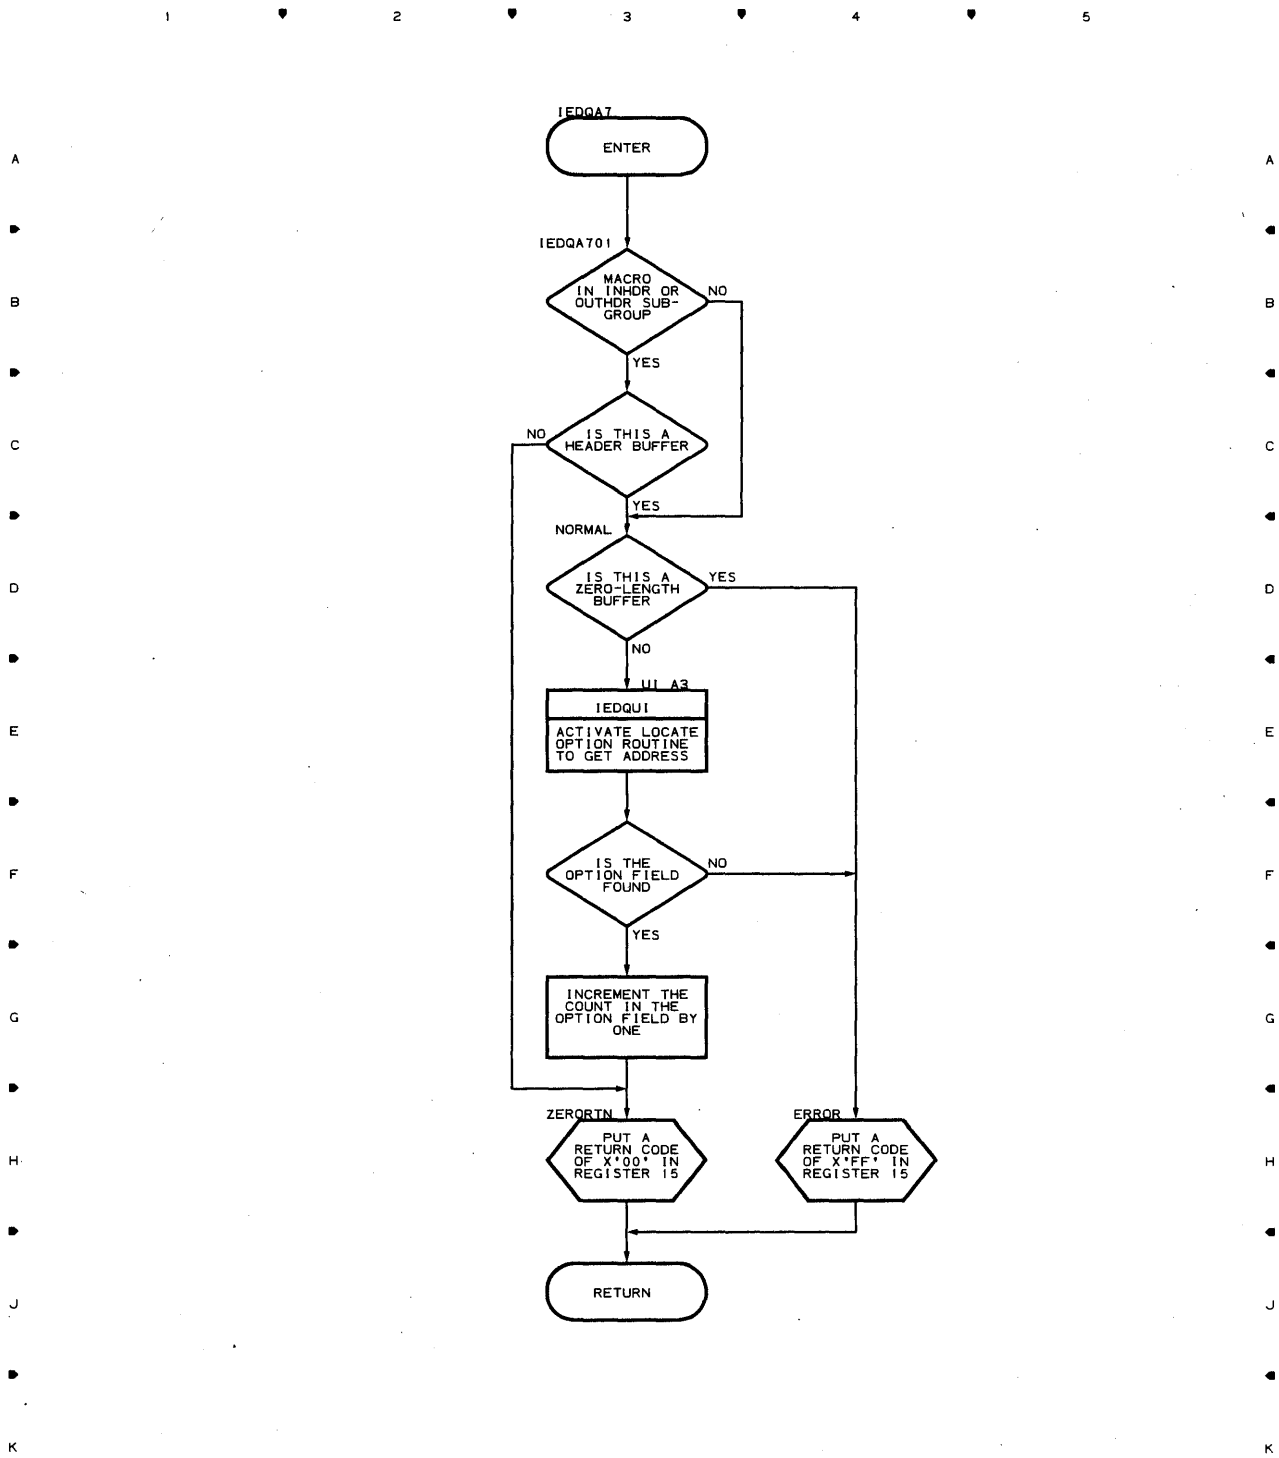 1 2 3 4 5
IEDQA7
A ENTER A
IEDQA701
MACRO
IN INHDR OR
NO
B OUTHDR SUB- B
GROUP
YES
NO
IS THIS A
C HEADER BUFFER C
YES
NORMAL
IS THIS A
YES
D ZERO-LENGTH D
BUFFER
NO
UI A3
IEDQUI
E ACTIVATE LOCATE E
OPTION ROUTINE
TO GET ADDRESS
IS THE
NO
F OPTION FIELD F
FOUND
YES
INCREMENT THE
COUNT IN THE
G OPTION FIELD BY G
ONE
ZERORTN
PUT A
RETURN CODE
H OF X'00' IN
REGISTER 15
ERROR
PUT A
RETURN CODE
OF X'FF' IN H
REGISTER 15
J RETURN J
K K